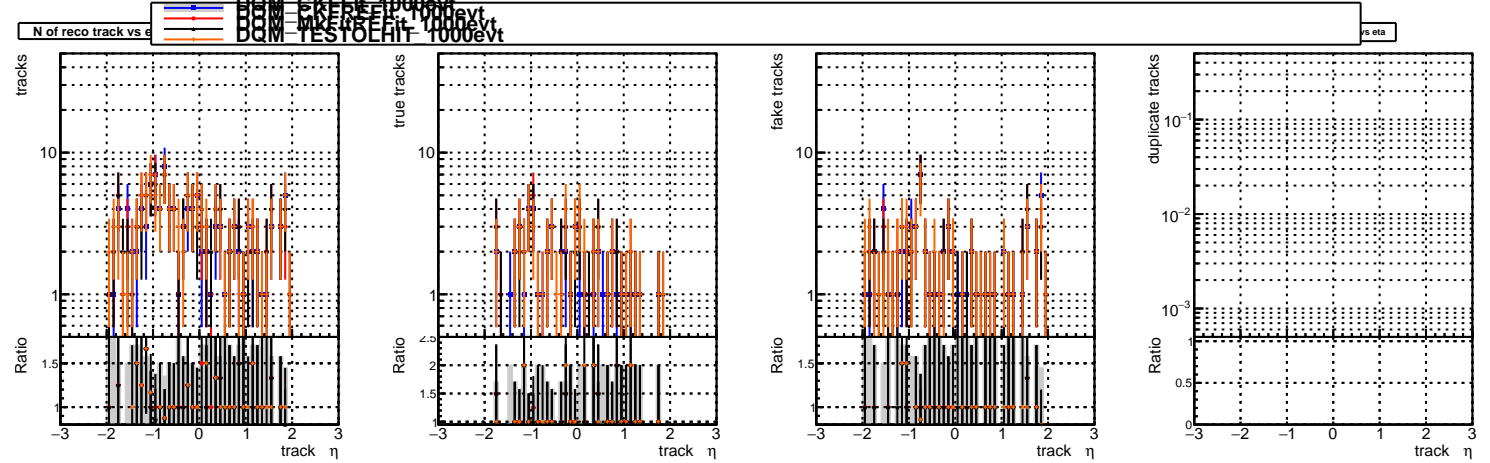 DQM_CKFFit_1000evt
DQM_CKFREFit_1000evt
DQM_MkFitREFit_1000evt
DQM_TESTOLHIT_1000evt
N of reco track vs e
vs eta
tracks
10
1
Ratio
1.5
1
−3 −2 −1 0 1 2 3
track η
true tracks
10
1
Ratio
2.5
2
1.5
1
−3 −2 −1 0 1 2 3
track η
fake tracks
10
1
Ratio
1.5
1
−3 −2 −1 0 1 2 3
track η
duplicate tracks
10−1
10−2
10−3
Ratio
1
0.5
0
−3 −2 −1 0 1 2 3
track η